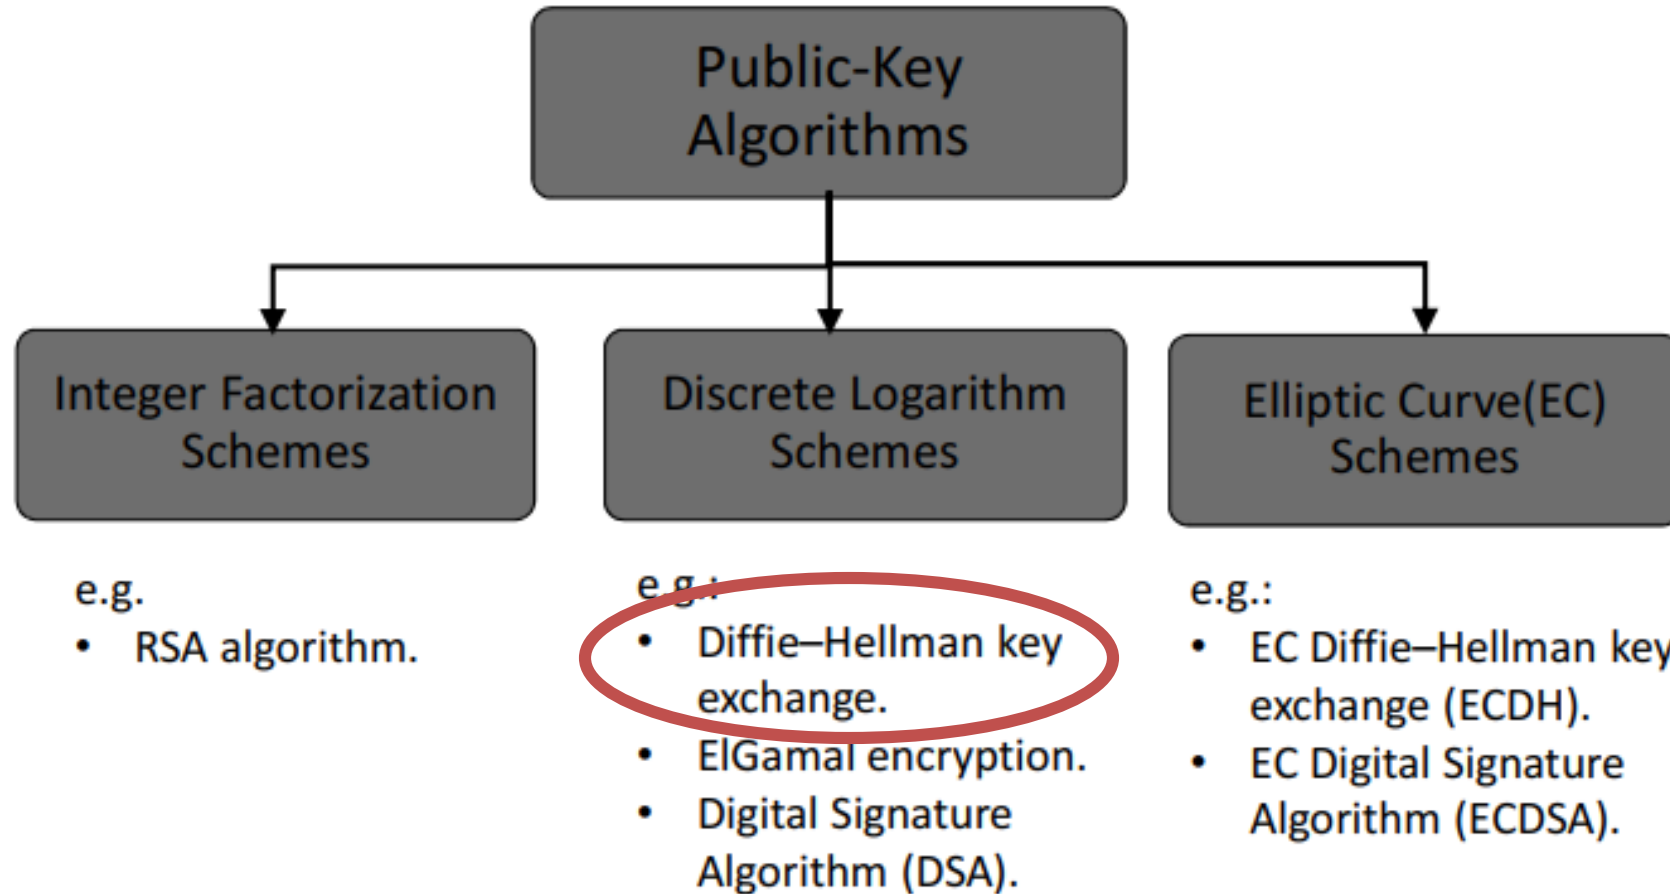 Public-Key
Algorithms
Integer Factorization
Schemes
Discrete Logarithm
Schemes
Elliptic Curve(EC)
Schemes
e.g.
• RSA algorithm.
e.g.:
• Diffie–Hellman key
exchange.
• ElGamal encryption.
• Digital Signature
Algorithm (DSA).
e.g.:
• EC Diffie–Hellman key
exchange (ECDH).
• EC Digital Signature
Algorithm (ECDSA).